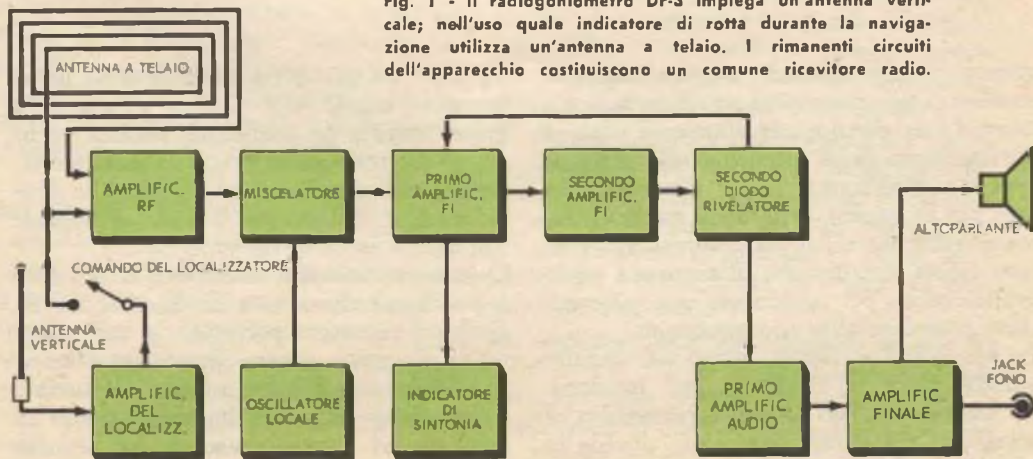 Fig. 1 - Il radiogoniometro DF-3 impiega un'antenna verti-
cale; nell'uso quale indicatore di rotta durante la naviga-
zione utilizza un'antenna a telaio. I rimanenti circuiti
dell'apparecchio costituiscono un comune ricevitore radio.
ANTENNA A TELAIO
AMPLIFIC.
RF
MISCELATORE
PRIMO
AMPLIFIC.
FI
SECONDO
AMPLIFIC.
FI
SECONDO
DIODO
RIVELATORE
ALTOPARLANTE
COMANDO DEL LOCALIZZATORE
ANTENNA
VERTICALE
AMPLIFIC.
DEL
LOCALIZZ.
OSCILLATORE
LOCALE
INDICATORE
DI
SINTONIA
PRIMO
AMPLIFIC.
AUDIO
AMPLIFIC
FINALE
JACK
FONO